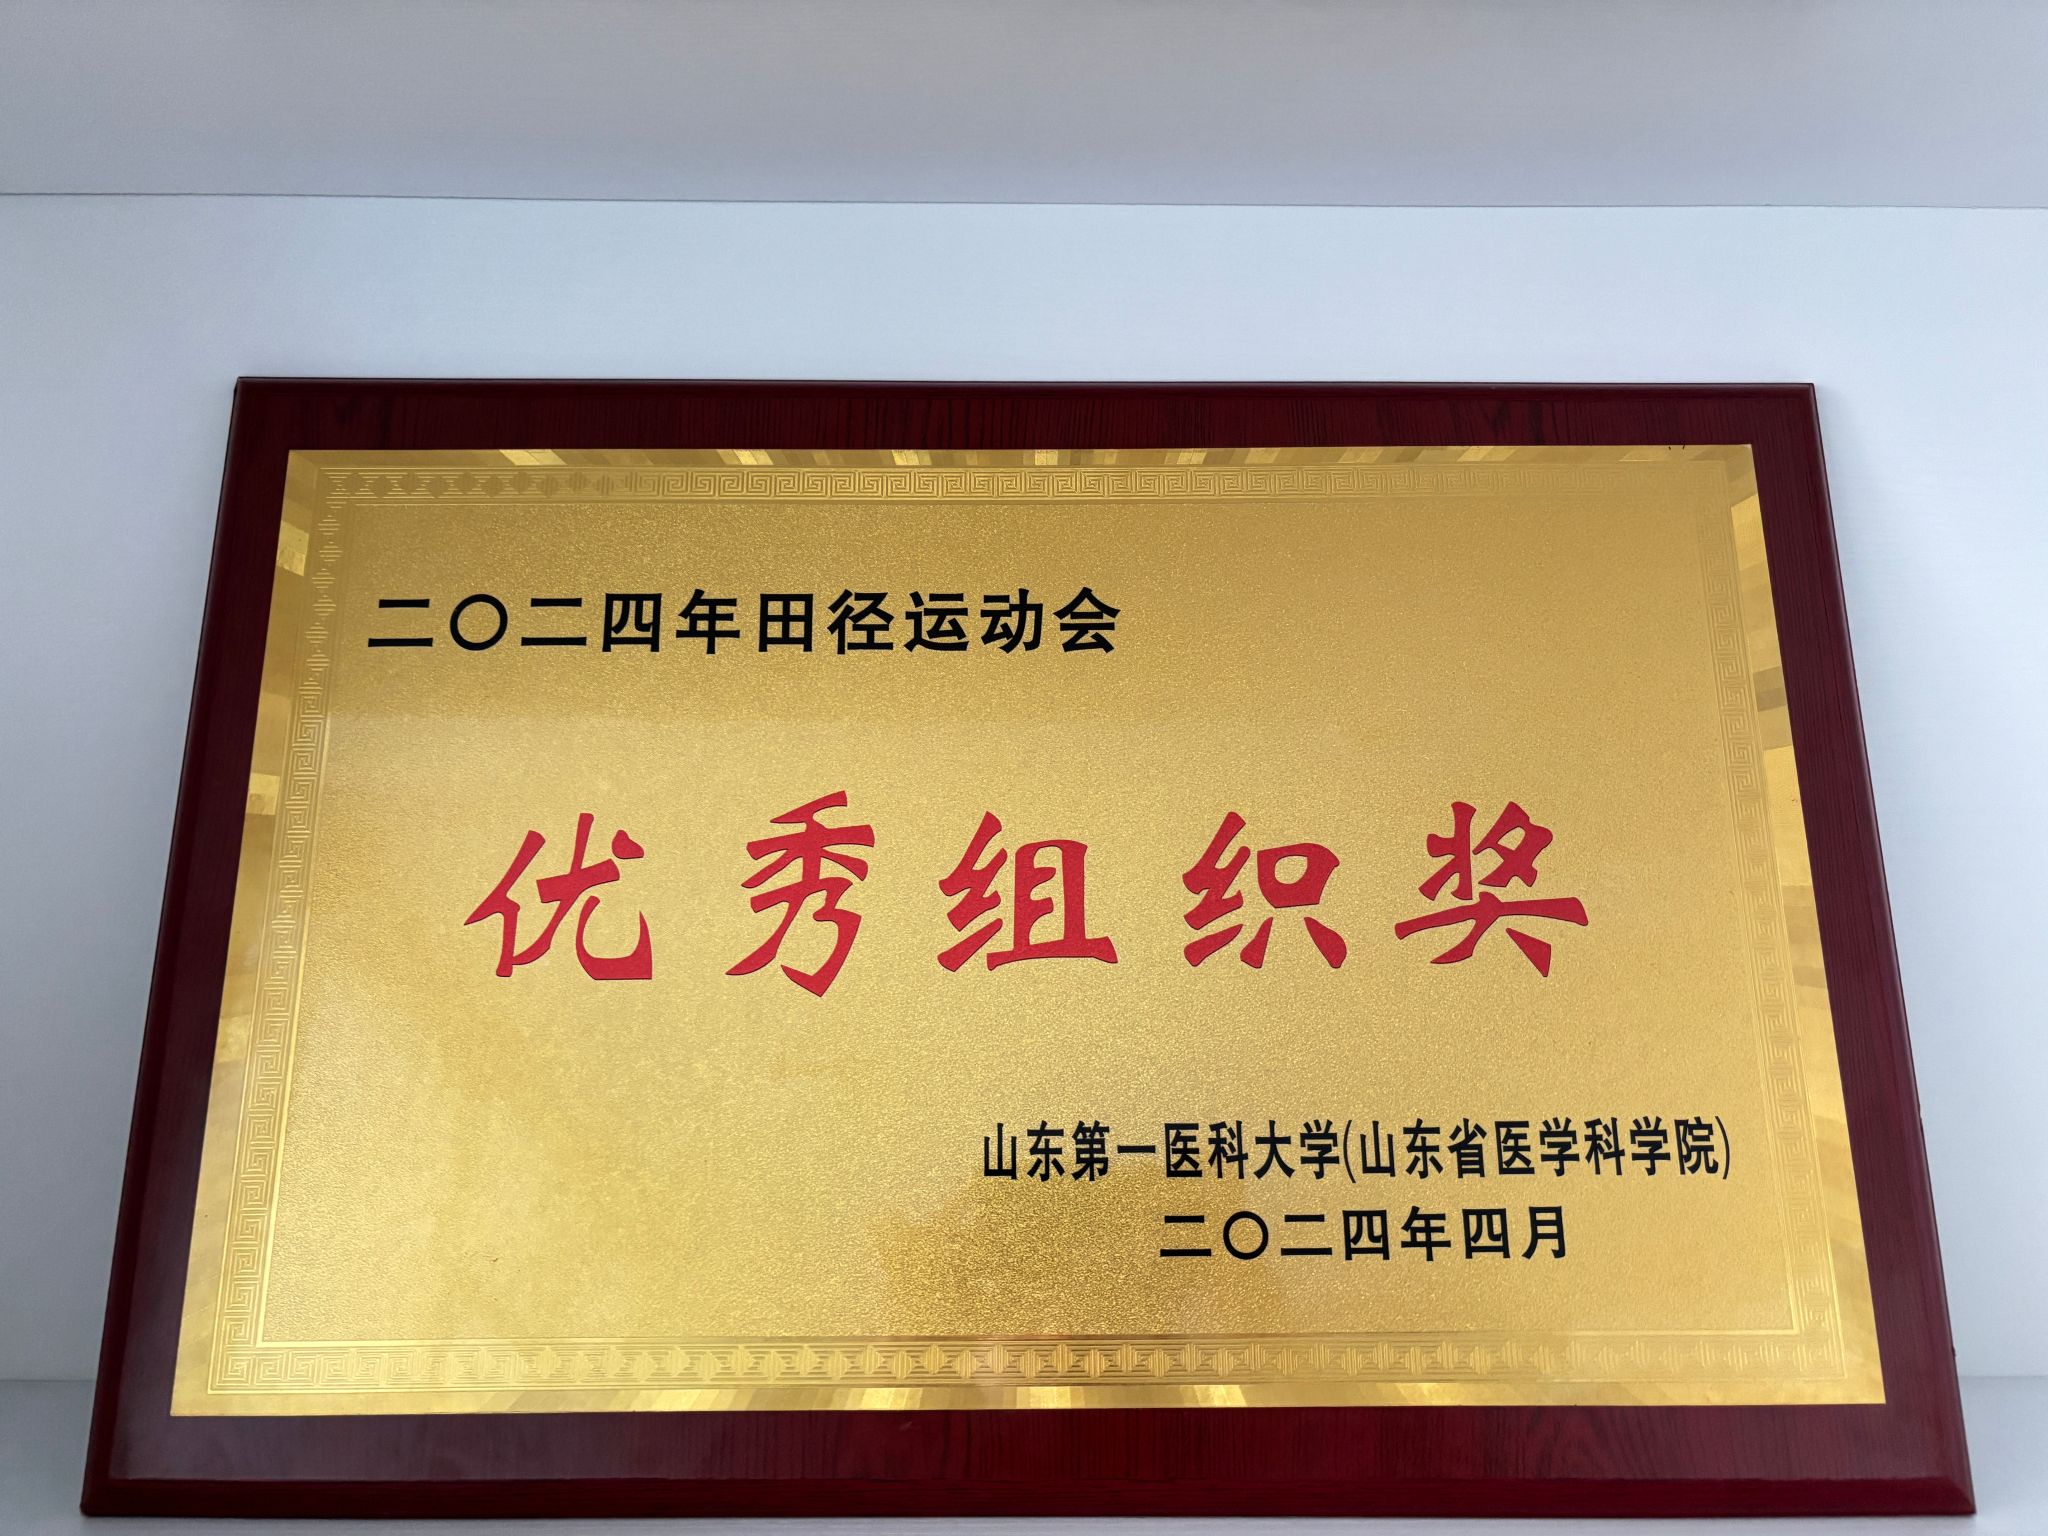 二〇二四年田径运动会
优秀组织奖
山东第一医科大学(山东省医学科学院)
二〇二四年四月